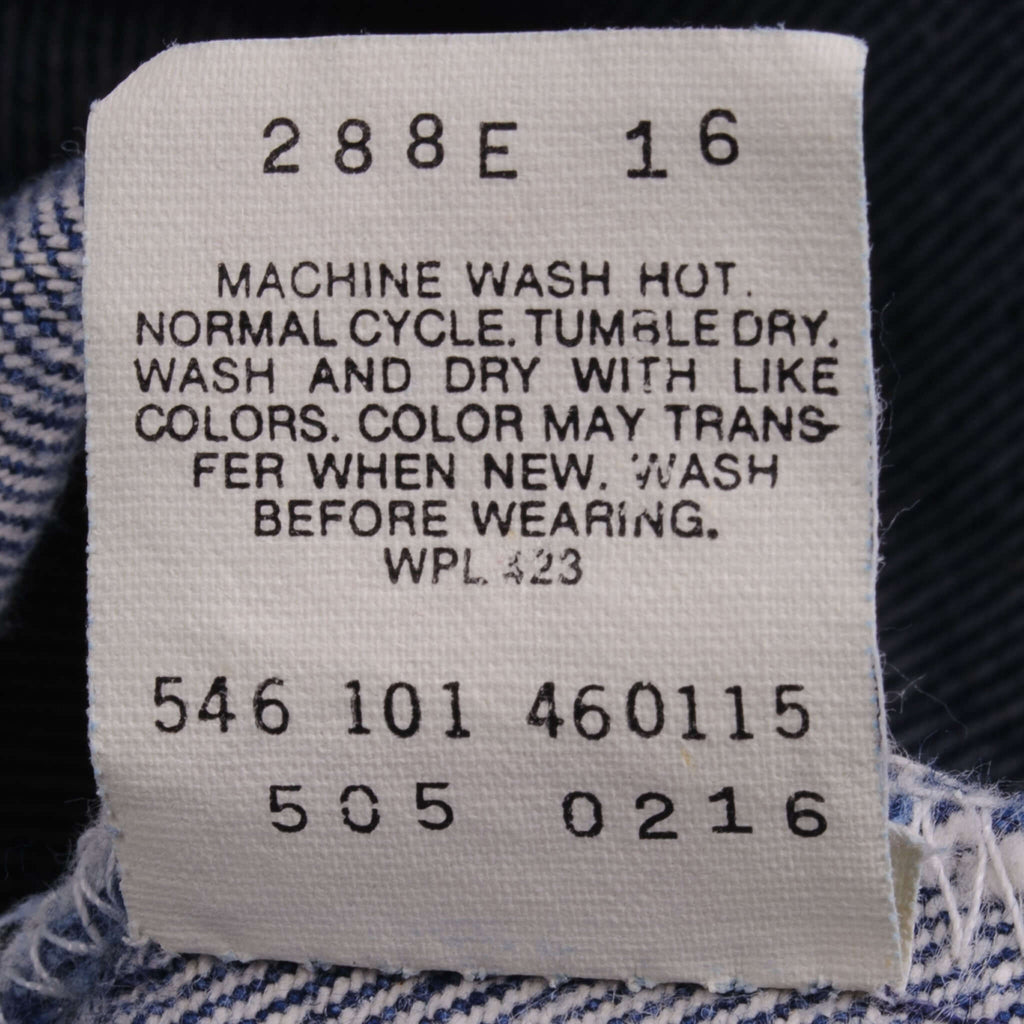 288E 16
MACHINE WASH HOT.
NORMAL CYCLE. TUMBLE DRY.
WASH AND DRY WITH LIKE
COLORS. COLOR MAY TRANS-
FER WHEN NEW. WASH
BEFORE WEARING.
WPL 423
546 101 460115
505 0216